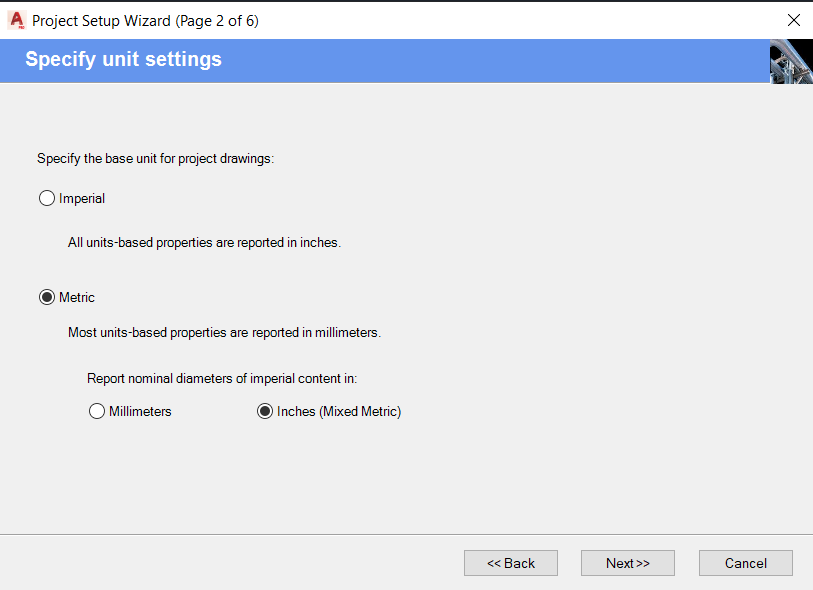 Project Setup Wizard (Page 2 of 6)
Specify unit settings
Specify the base unit for project drawings:
Imperial
All units-based properties are reported in inches.
Metric
Most units-based properties are reported in millimeters.
Report nominal diameters of imperial content in:
Millimeters Inches (Mixed Metric)
<< Back Next >> Cancel